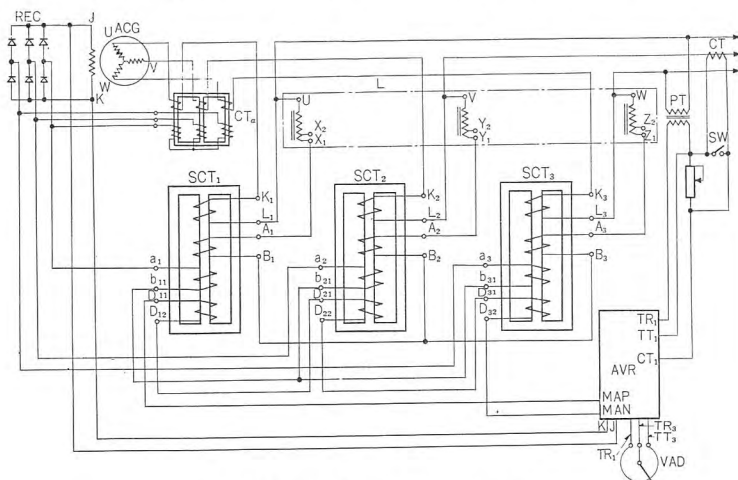 REC
J
U ACG
V
W
K
CTa
L
U
X2
X1
V
Y2
Y1
W
Z2
Z1
CT
PT
SW
SCT1
K1
L1
A1
B1
a1
b11
D11
D12
SCT2
K2
L2
A2
B2
a2
b21
D21
D22
SCT3
K3
L3
A3
B3
a3
b31
D31
D32
TR1
TT1
CT1
AVR
MAP
MAN
K J
TR3
TT3
TR1
VAD